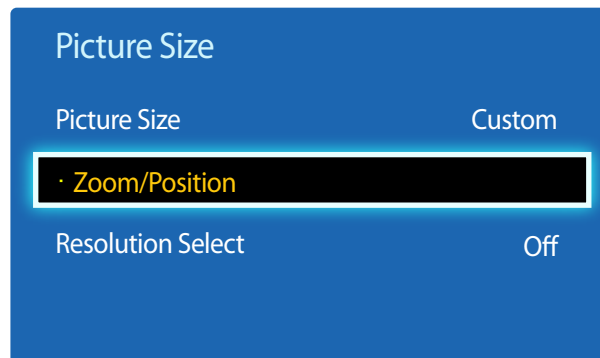 Picture Size
Picture Size Custom
· Zoom/Position
Resolution Select Off